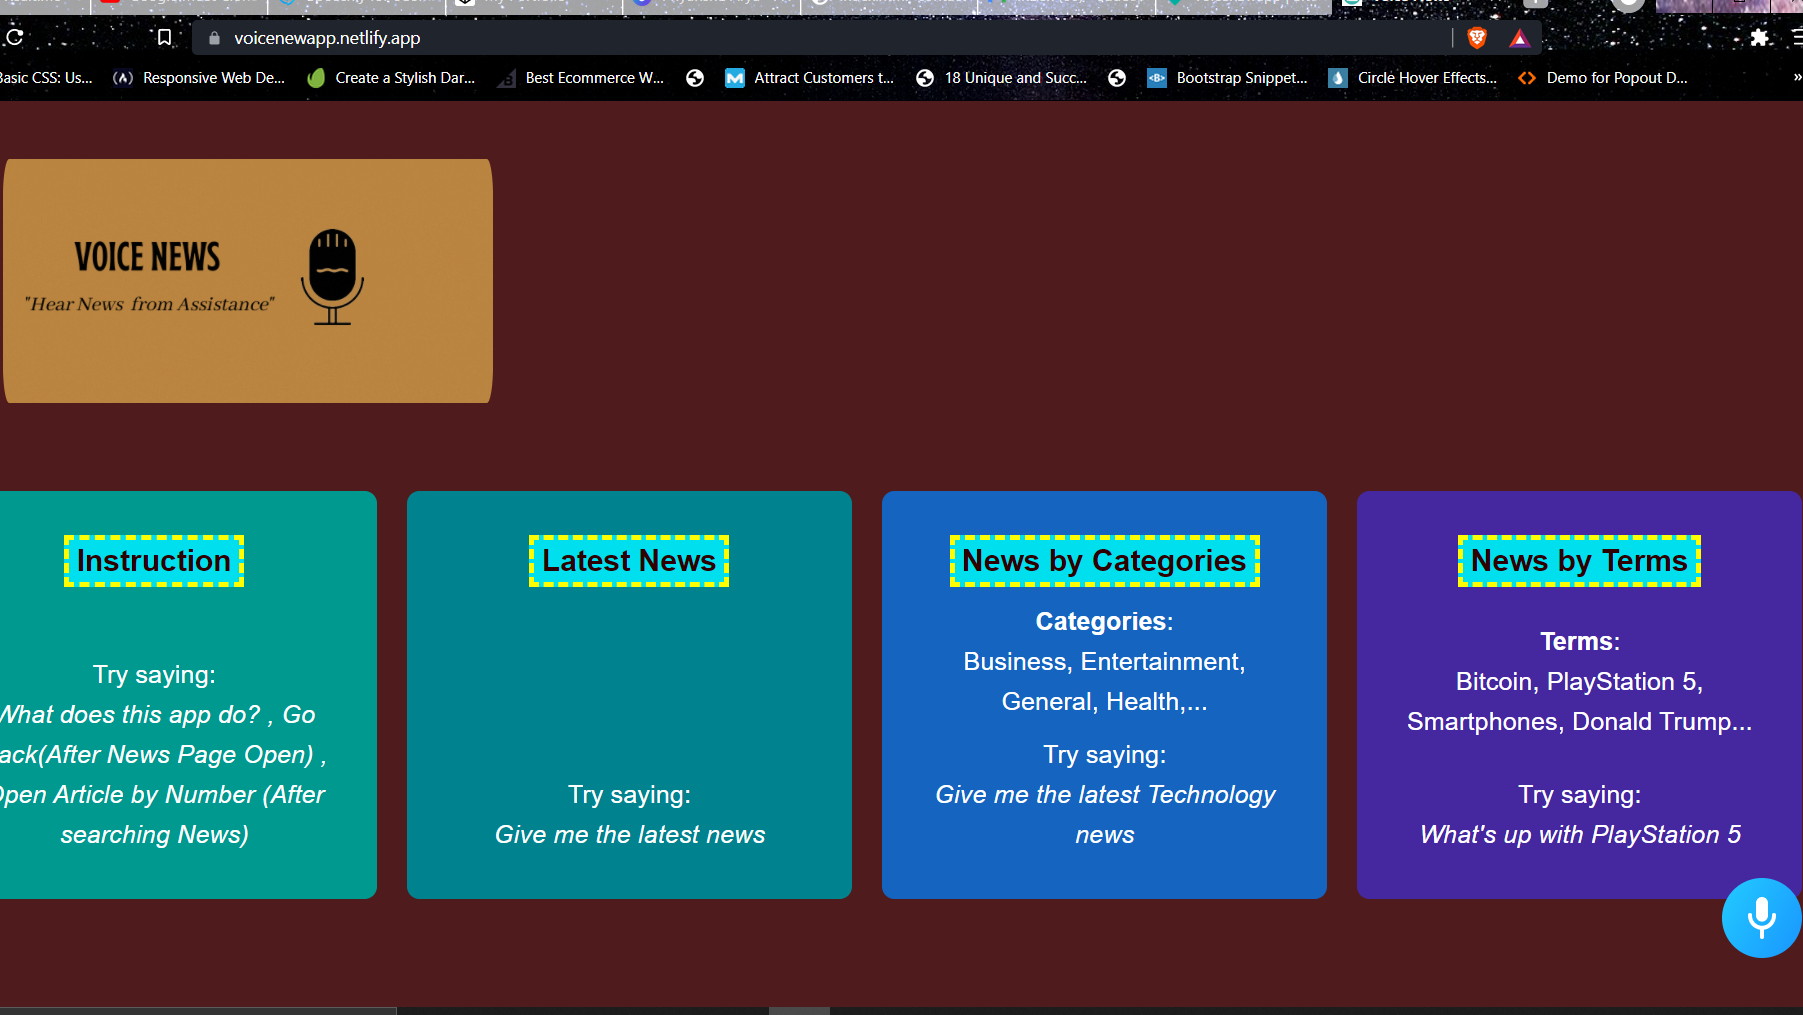 voicenewapp.netlify.app
Basic CSS: Us...
Responsive Web De...
Create a Stylish Dar...
Best Ecommerce W...
Attract Customers t...
18 Unique and Succ...
Bootstrap Snippet...
Circle Hover Effects...
Demo for Popout D...
»
VOICE NEWS
"Hear News from Assistance"
Instruction
Try saying:
What does this app do? , Go
ack(After News Page Open) ,
Open Article by Number (After
searching News)
Latest News
Try saying:
Give me the latest news
News by Categories
Categories:
Business, Entertainment,
General, Health,...
Try saying:
Give me the latest Technology
news
News by Terms
Terms:
Bitcoin, PlayStation 5,
Smartphones, Donald Trump...
Try saying:
What's up with PlayStation 5